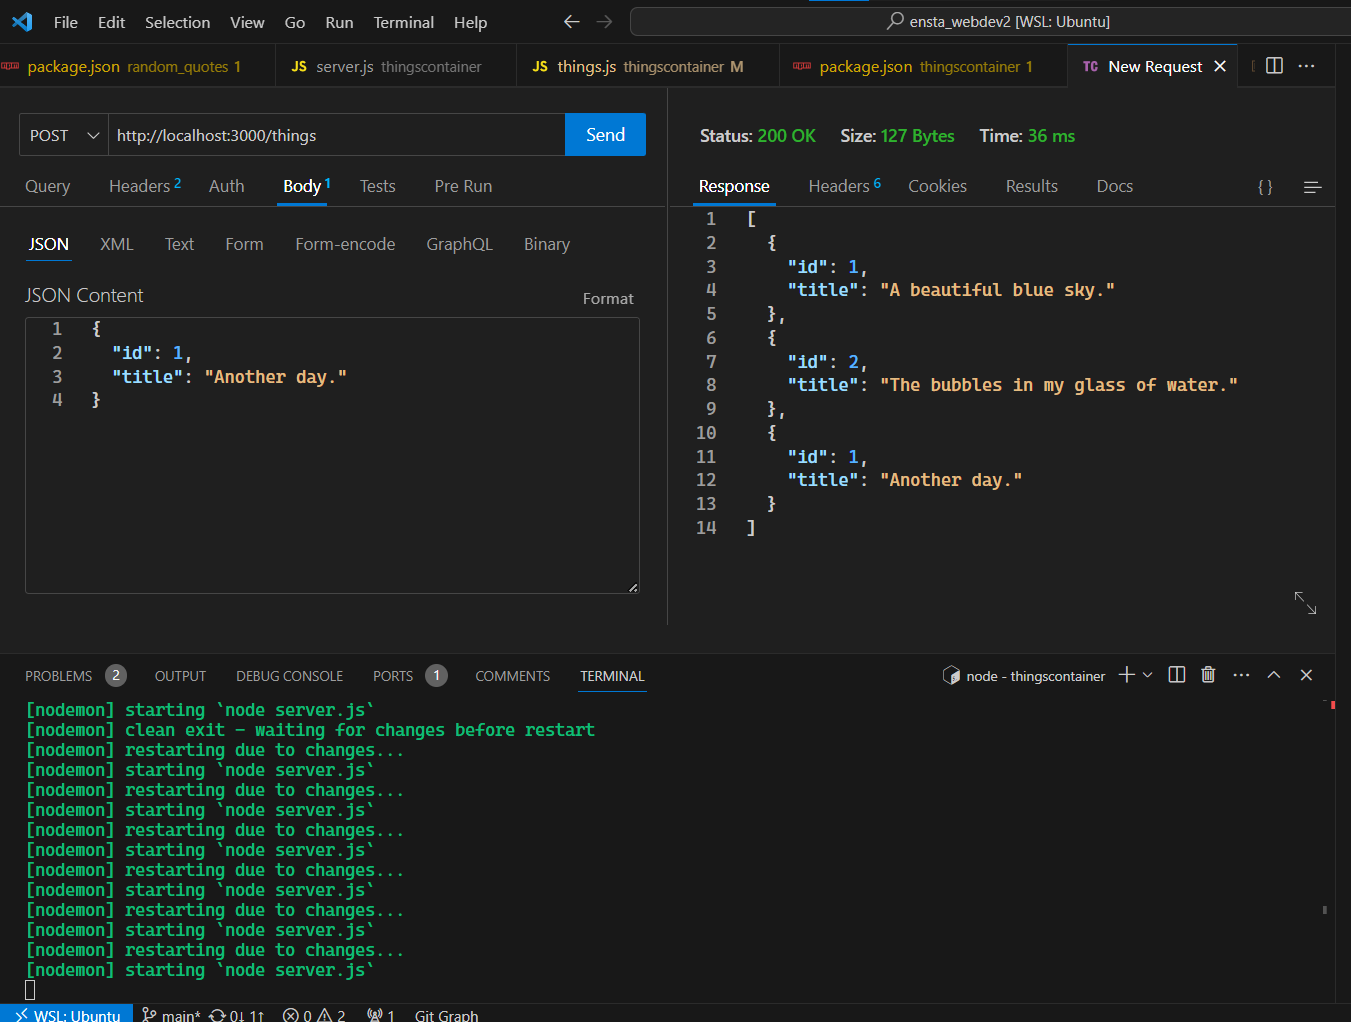 File Edit Selection View Go Run Terminal Help ensta_webdev2 [WSL: Ubuntu]
package.json random_quotes 1 JS server.js thingscontainer JS things.js thingscontainer M package.json thingscontainer 1 TC New Request
POST http://localhost:3000/things Send Status: 200 OK Size: 127 Bytes Time: 36 ms
Query Headers 2 Auth Body 1 Tests Pre Run Response Headers 6 Cookies Results Docs { }
JSON XML Text Form Form-encode GraphQL Binary
JSON Content Format
1 {
2 "id": 1,
3 "title": "Another day."
4 }
1 [
2 {
3 "id": 1,
4 "title": "A beautiful blue sky."
5 },
6 {
7 "id": 2,
8 "title": "The bubbles in my glass of water."
9 },
10 {
11 "id": 1,
12 "title": "Another day."
13 }
14 ]
PROBLEMS 2 OUTPUT DEBUG CONSOLE PORTS 1 COMMENTS TERMINAL node - thingscontainer
[nodemon] starting `node server.js`
[nodemon] clean exit - waiting for changes before restart
[nodemon] restarting due to changes...
[nodemon] starting `node server.js`
[nodemon] restarting due to changes...
[nodemon] starting `node server.js`
[nodemon] restarting due to changes...
[nodemon] starting `node server.js`
[nodemon] restarting due to changes...
[nodemon] starting `node server.js`
[nodemon] restarting due to changes...
[nodemon] starting `node server.js`
[nodemon] restarting due to changes...
[nodemon] starting `node server.js`
WSL: Ubuntu main* 0↓ 1↑ 0 2 1 Git Graph